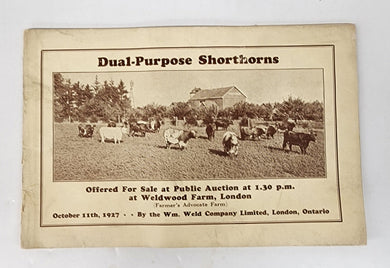 Dual-Purpose Shorthorns
Offered For Sale at Public Auction at 1.30 p.m.
at Weldwood Farm, London
(Farmer's Advocate Farm)
October 11th, 1927 - - By the Wm. Weld Company Limited, London, Ontario